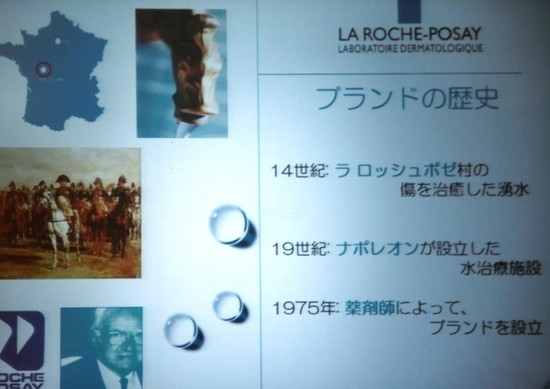 LA ROCHE-POSAY
LABORATOIRE DERMATOLOGIQUE
ブランドの歴史
14世紀: ラ ロッシュポゼ村の
傷を治癒した湧水
19世紀: ナポレオンが設立した
水治療施設
1975年: 薬剤師によって、
ブランドを設立
ROCHE
POSAY